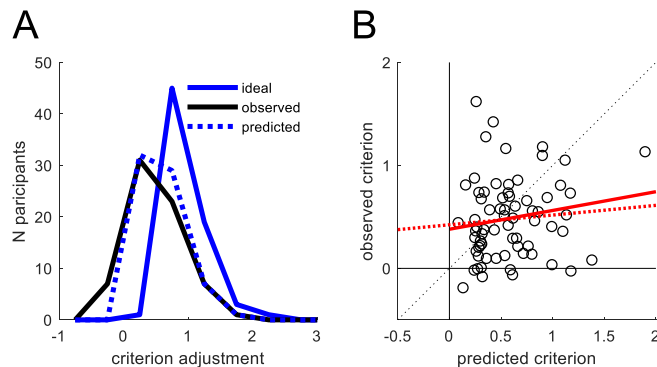 A
50
40
30
20
10
0
N paricipants
-1
0
1
2
3
criterion adjustment
ideal
observed
predicted
B
2
1
0
observed criterion
-0.5
0
0.5
1
1.5
2
predicted criterion